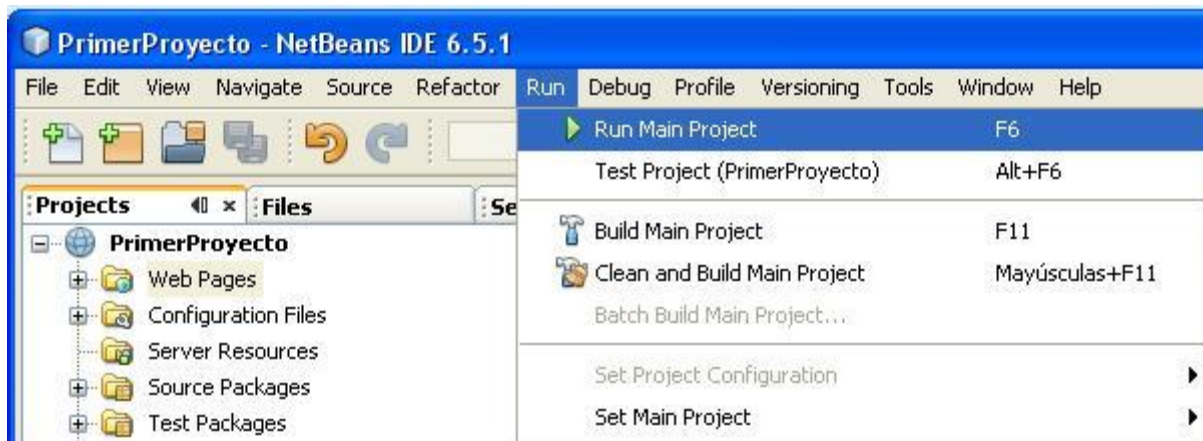 PrimerProyecto - NetBeans IDE 6.5.1
File Edit View Navigate Source Refactor Run Debug Profile Versioning Tools Window Help
Run Main Project F6
Test Project (PrimerProyecto) Alt+F6
Build Main Project F11
Clean and Build Main Project Mayúsculas+F11
Batch Build Main Project...
Set Project Configuration
Set Main Project
Projects Files Se
PrimerProyecto
Web Pages
Configuration Files
Server Resources
Source Packages
Test Packages